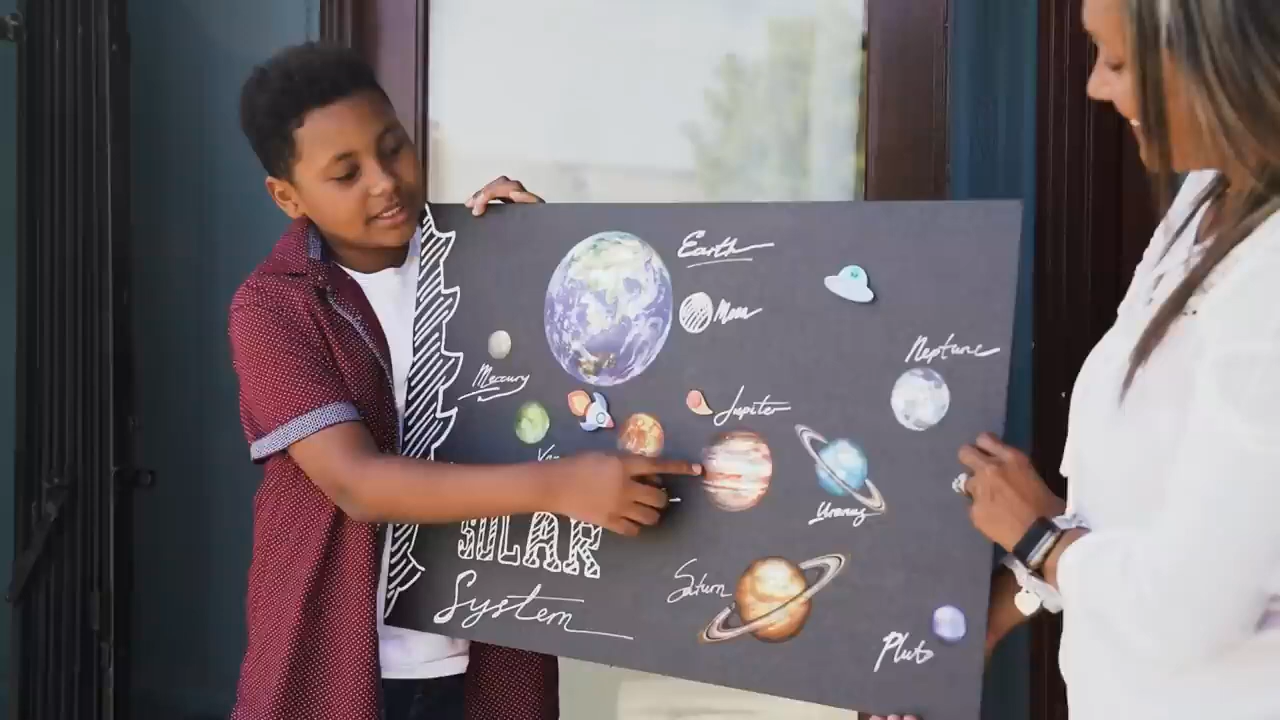 Earth
Moon
Neptune
Mercury
Jupiter
Uranus
SOLAR
System
Saturn
Pluto